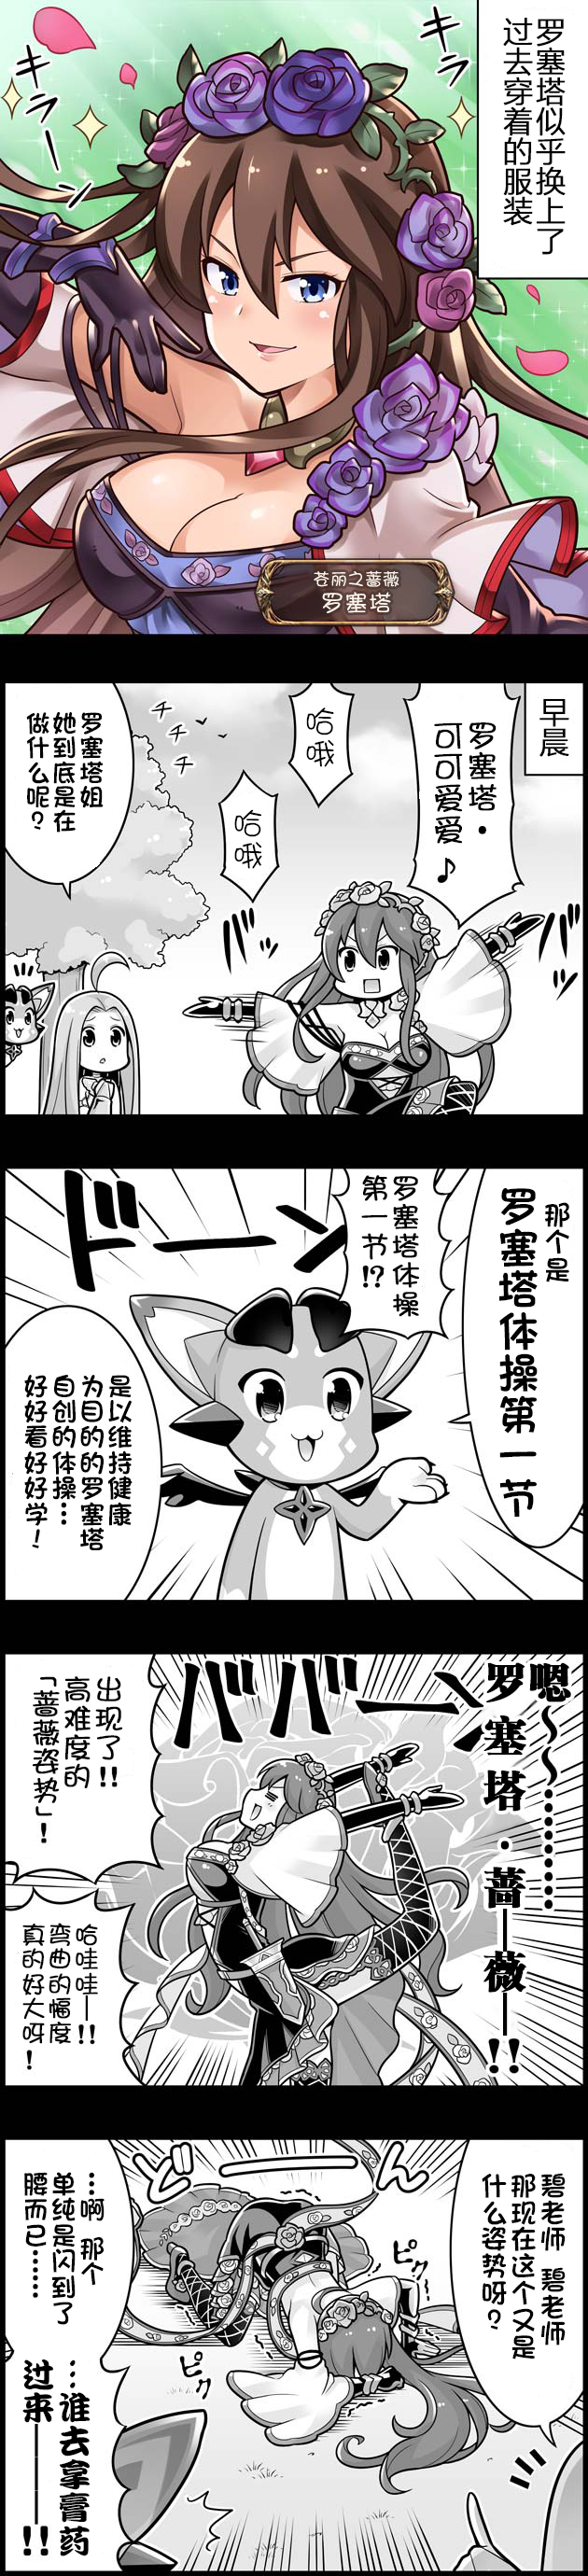 罗塞塔似乎换上了
过去穿着的服装
キラッ
キラーン
苍丽之蔷薇
罗塞塔
早晨
罗塞塔·
可可爱爱♪
哈
哦
哈
哦
バッ
バッ
チチチ
罗塞塔姐
她到底是在
做什么呢?
那个是
罗塞塔体操第一节
罗塞塔体操
第一节!?
ドーン
是以维持健康
为目的的罗塞塔
自创的体操…
好好看好好学!
嗯~~…………
罗塞塔·蔷—薇—!!
ババーン
出现了!!
高难度的
「蔷薇姿势」!
哈哇哇—!!
弯曲的幅度
真的好大呀!
碧老师 碧老师
那现在这个又是
什么姿势呀?
どーん
ピクッ
ピクッ
…啊 那个
单纯是闪到了
腰而已……
…谁去拿膏药
过来———!!